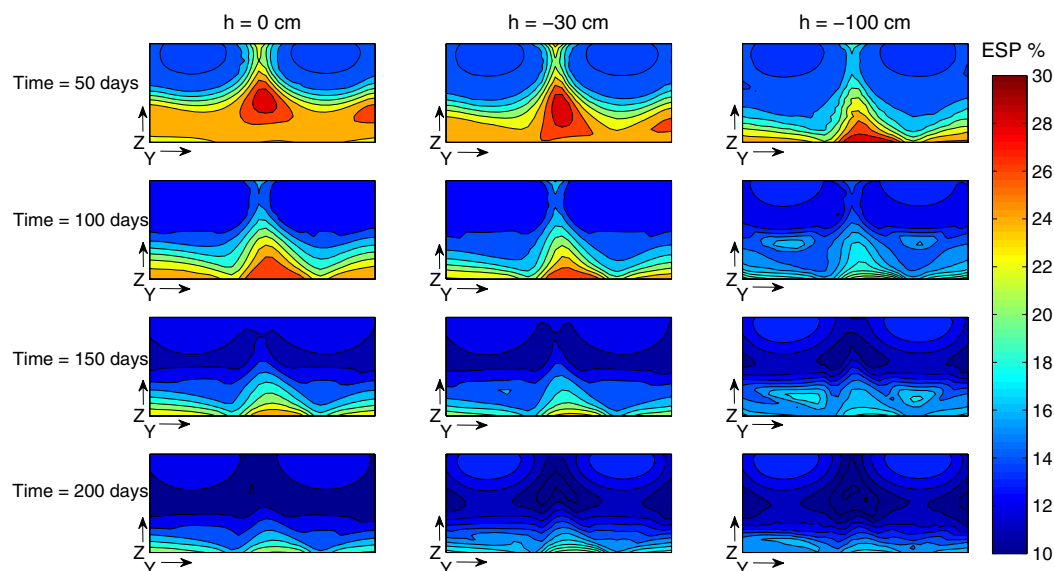 h = 0 cm
h = −30 cm
h = −100 cm
ESP %
Time = 50 days
Z
Y
Z
Y
Z
Y
Time = 100 days
Z
Y
Z
Y
Z
Y
Time = 150 days
Z
Y
Z
Y
Z
Y
Time = 200 days
Z
Y
Z
Y
Z
Y
30
28
26
24
22
20
18
16
14
12
10